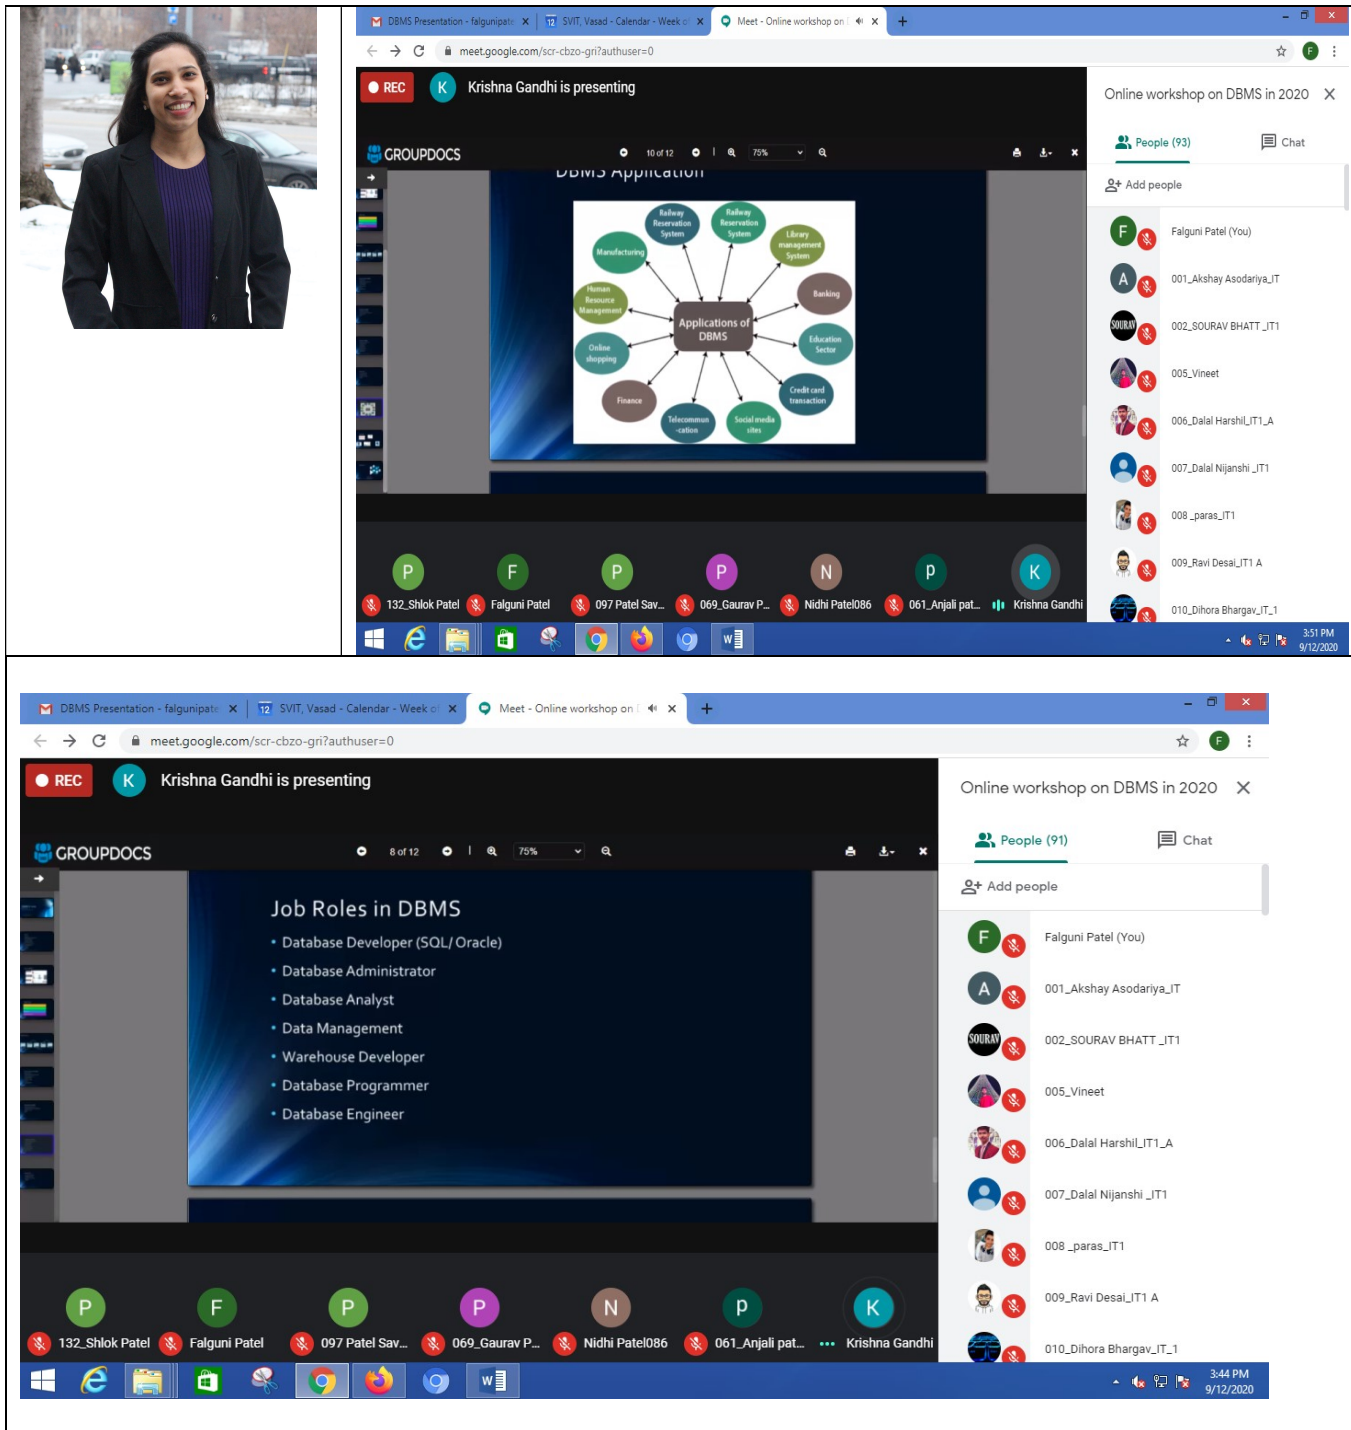 DBMS Presentation - falgunipate
SVIT, Vasad - Calendar - Week of
Meet - Online workshop on D
meet.google.com/scr-cbzo-gri?authuser=0
REC
K
Krishna Gandhi is presenting
Online workshop on DBMS in 2020
People (93)
Chat
Add people
GROUPDOCS
10 of 12
75%
DBMS Application
Railway
Reservation
System
Railway
Reservation
System
Library
management
System
Manufacturing
Banking
Human
Resource
Management
Applications of
DBMS
Education
Sector
Online
shopping
Credit card
transaction
Finance
Telecommun
-cation
Social media
sites
F
Falguni Patel (You)
A
001_Akshay Asodariya_IT
SOURAV
002_SOURAV BHATT _IT1
005_Vineet
006_Dalal Harshil_IT1_A
007_Dalal Nijanshi _IT1
008 _paras_IT1
009_Ravi Desai_IT1 A
010_Dihora Bhargav_IT_1
P F P P N p K
132_Shlok Patel
Falguni Patel
097 Patel Sav...
069_Gaurav P...
Nidhi Patel086
061_Anjali pat...
Krishna Gandhi
3:51 PM
9/12/2020
DBMS Presentation - falgunipate
12
SVIT, Vasad - Calendar - Week of
Meet - Online workshop on D
meet.google.com/scr-cbzo-gri?authuser=0
F
REC
K
Krishna Gandhi is presenting
Online workshop on DBMS in 2020
People (91)
Chat
Add people
GROUPDOCS
8 of 12
75%
Job Roles in DBMS
• Database Developer (SQL/ Oracle)
• Database Administrator
• Database Analyst
• Data Management
• Warehouse Developer
• Database Programmer
• Database Engineer
F
Falguni Patel (You)
A
001_Akshay Asodariya_IT
SOURAV
002_SOURAV BHATT _IT1
005_Vineet
006_Dalal Harshil_IT1_A
007_Dalal Nijanshi _IT1
008 _paras_IT1
009_Ravi Desai_IT1 A
010_Dihora Bhargav_IT_1
P F P P N p K
132_Shlok Patel
Falguni Patel
097 Patel Sav...
069_Gaurav P...
Nidhi Patel086
061_Anjali pat...
Krishna Gandhi
3:44 PM
9/12/2020